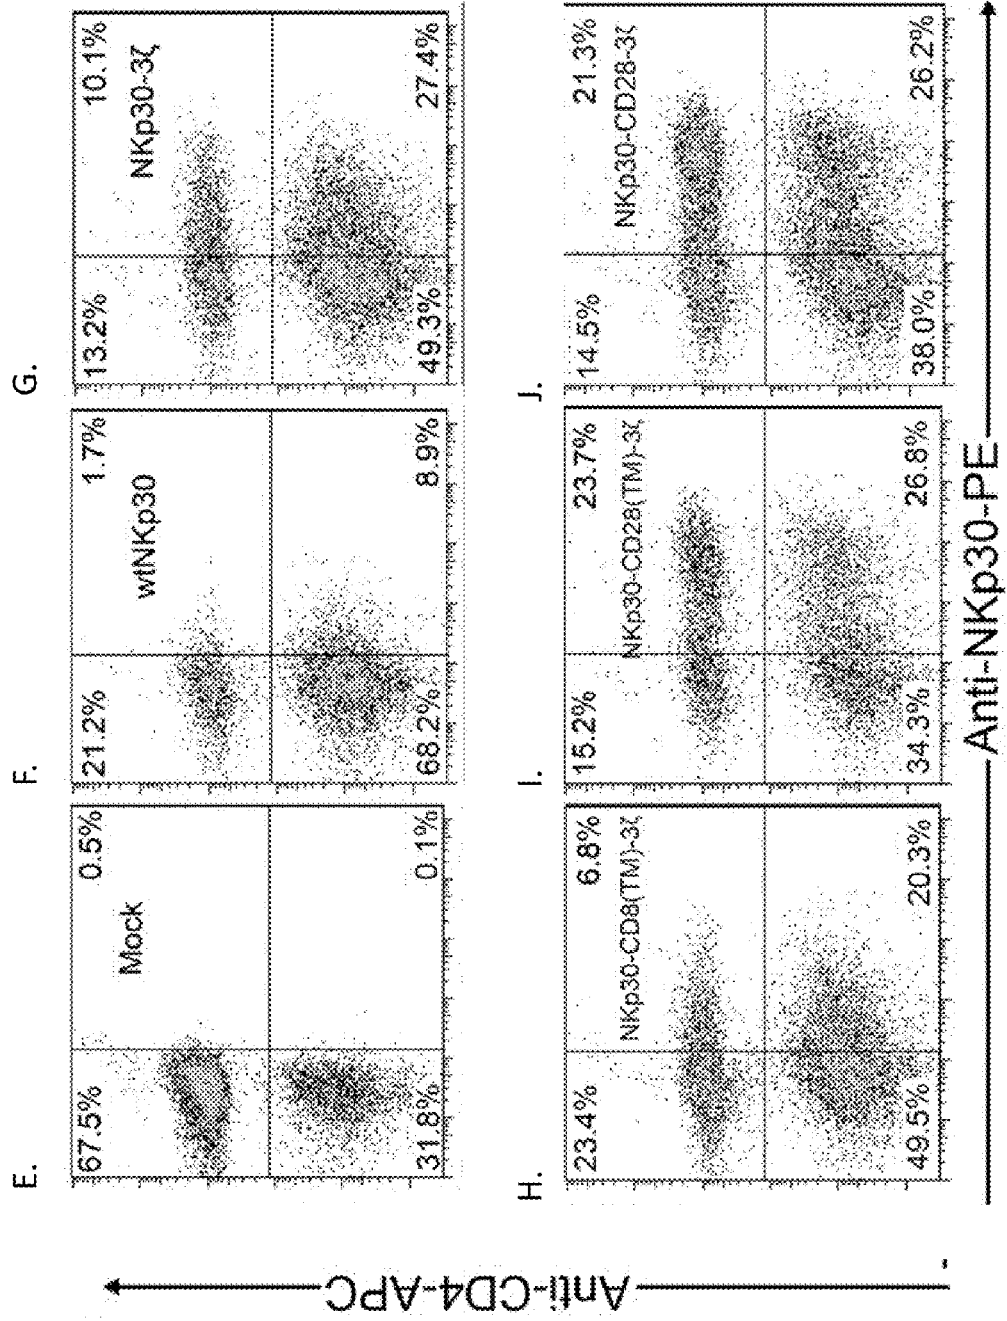 E.
67.5%
0.5%
Mock
31.8%
0.1%
F.
21.2%
1.7%
wtNKp30
68.2%
8.9%
G.
13.2%
10.1%
NKp30-3ζ
49.3%
27.4%
H.
23.4%
6.8%
NKp30-CD8(TM)-3ζ
49.5%
20.3%
I.
15.2%
23.7%
NKp30-CD28(TM)-3ζ
34.3%
26.8%
J.
14.5%
21.3%
NKp30-CD28-3ζ
38.0%
26.2%
Anti-CD4-APC
Anti-NKp30-PE